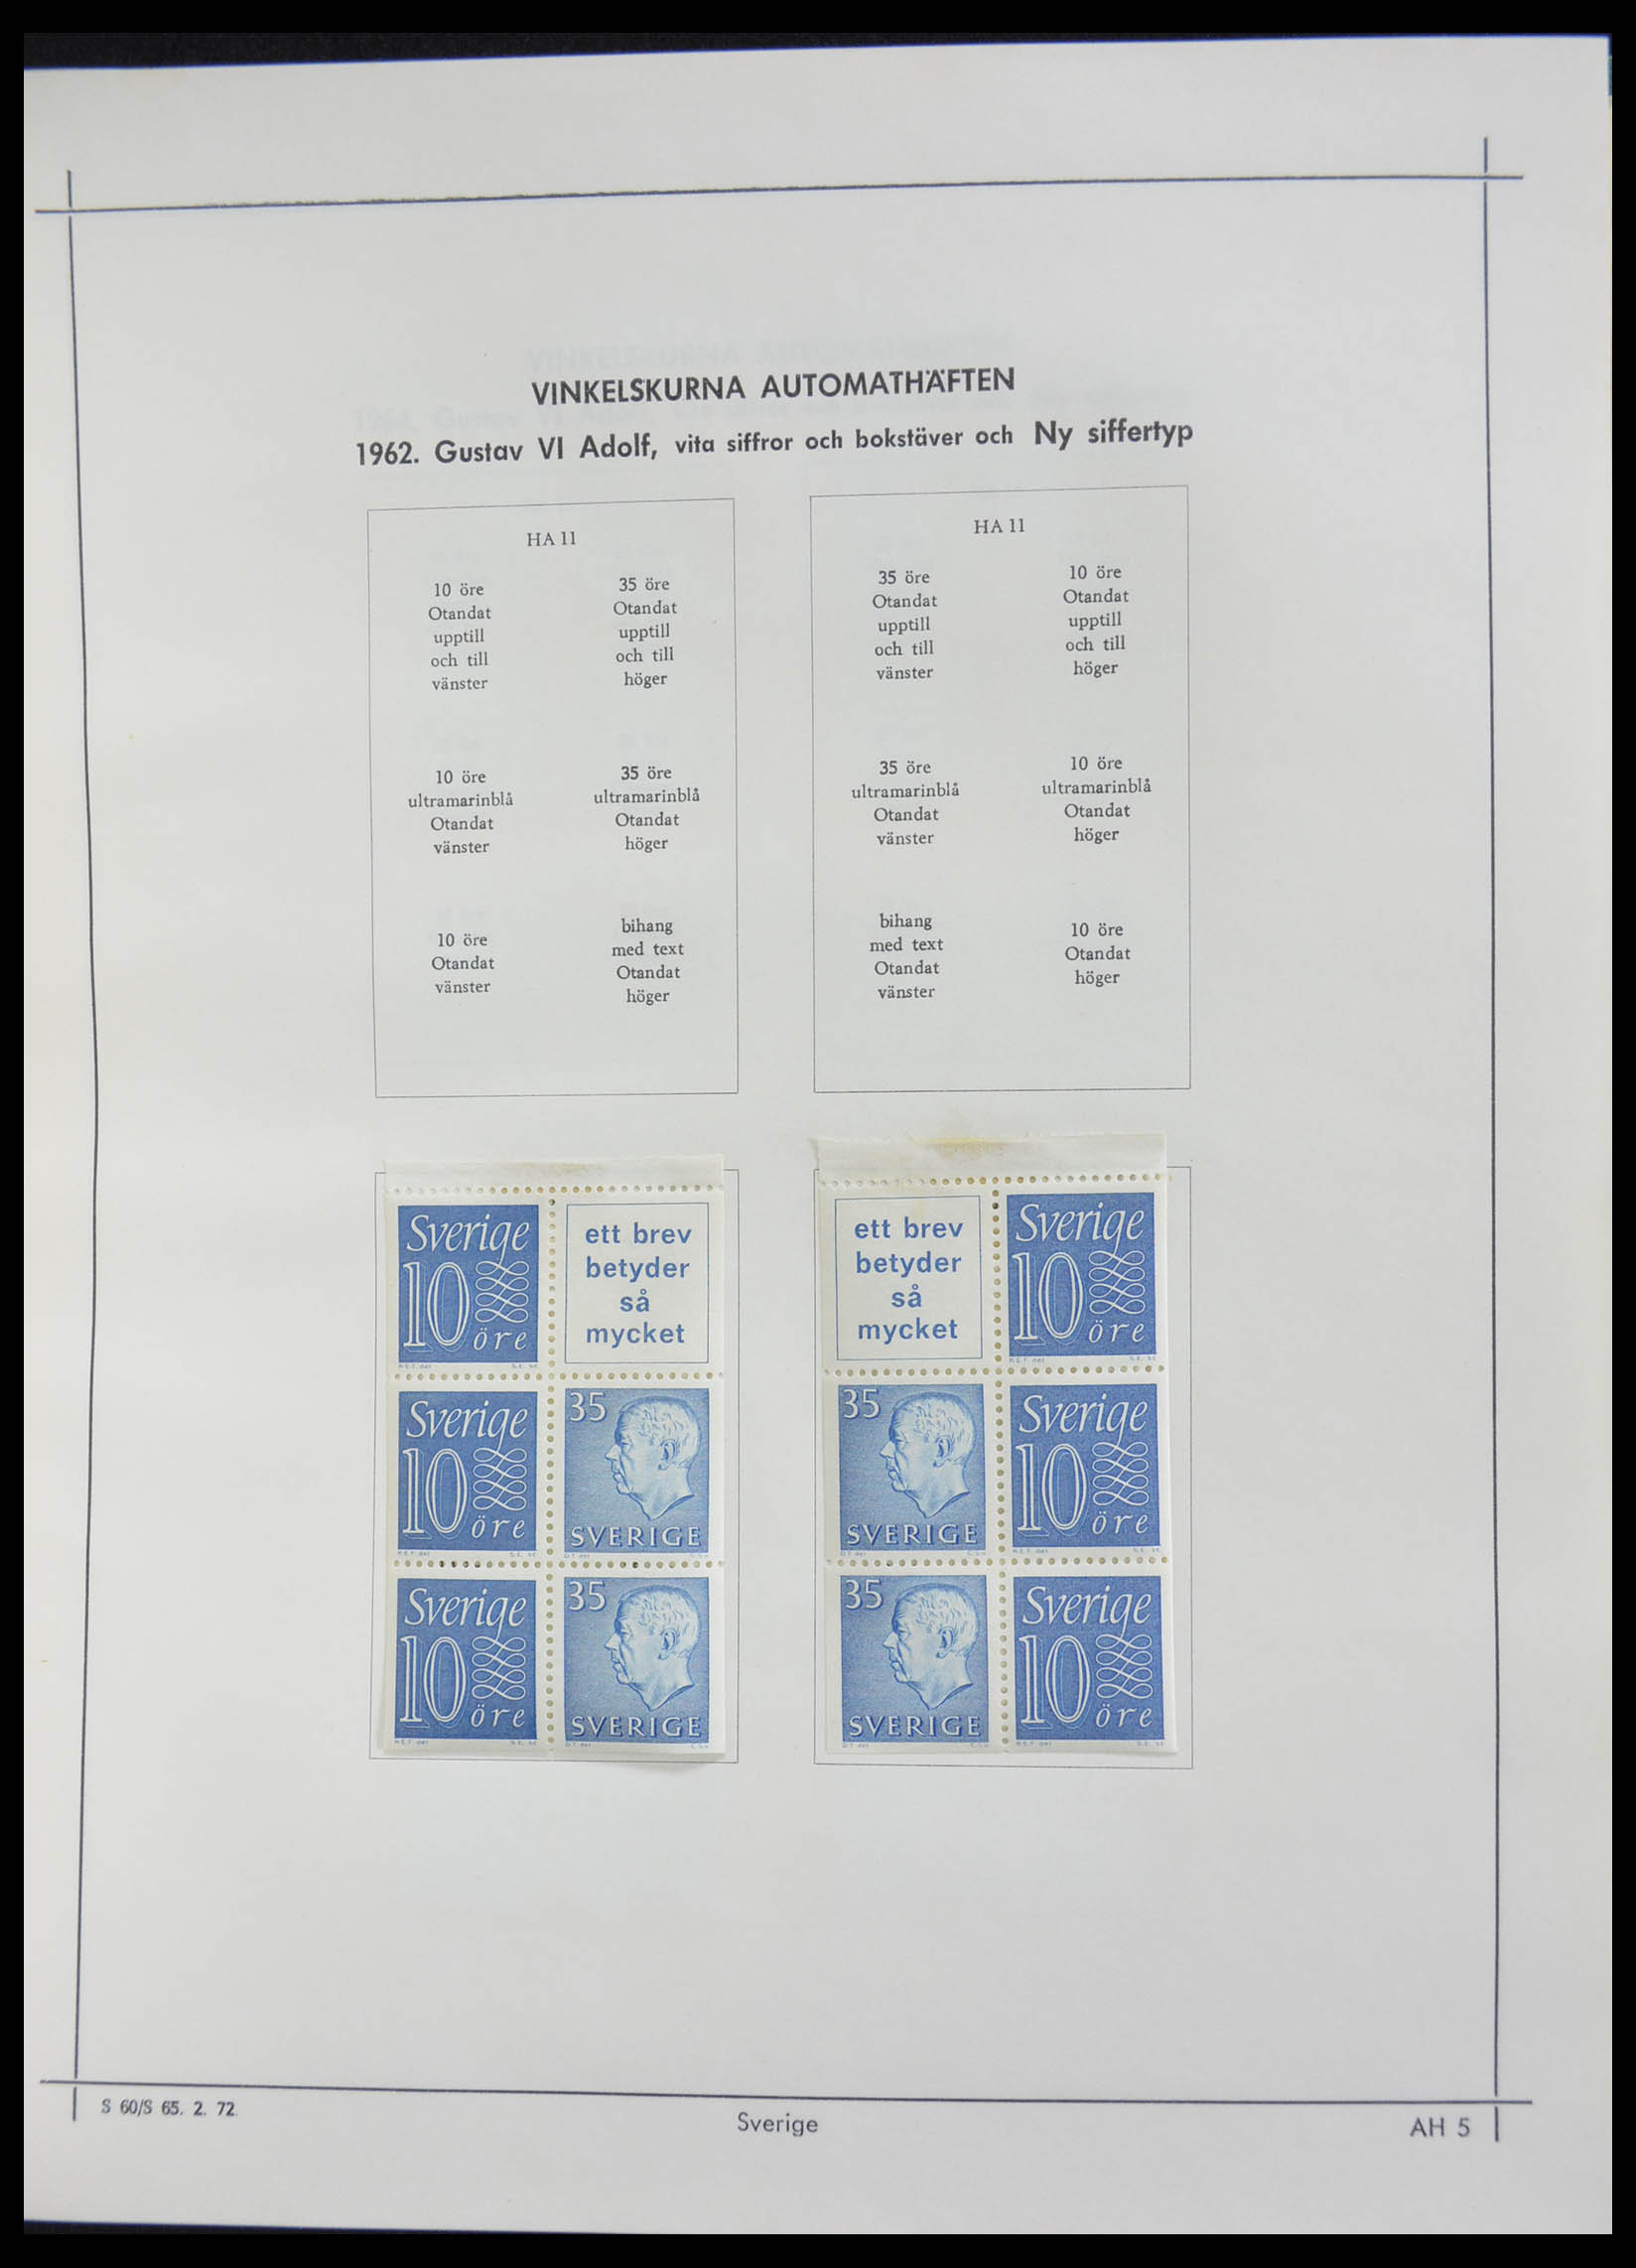 VINKELSKURNA AUTOMATHÄFTEN
1962. Gustav VI Adolf, vita siffror och bokstäver och Ny siffertyp
HA 11
10 öre
Otandat
upptill
och till
vänster
35 öre
Otandat
upptill
och till
höger
10 öre
ultramarinblå
Otandat
vänster
35 öre
ultramarinblå
Otandat
höger
10 öre
Otandat
vänster
bihang
med text
Otandat
höger
HA 11
35 öre
Otandat
upptill
och till
vänster
10 öre
Otandat
upptill
och till
höger
35 öre
ultramarinblå
Otandat
vänster
10 öre
ultramarinblå
Otandat
höger
bihang
med text
Otandat
vänster
10 öre
Otandat
höger
Sverige
10
öre
ett brev
betyder
så
mycket
Sverige
10
öre
35
SVERIGE
Sverige
10
öre
35
SVERIGE
ett brev
betyder
så
mycket
Sverige
10
öre
35
SVERIGE
Sverige
10
öre
35
SVERIGE
Sverige
10
öre
S 60/S 65. 2. 72
Sverige
AH 5